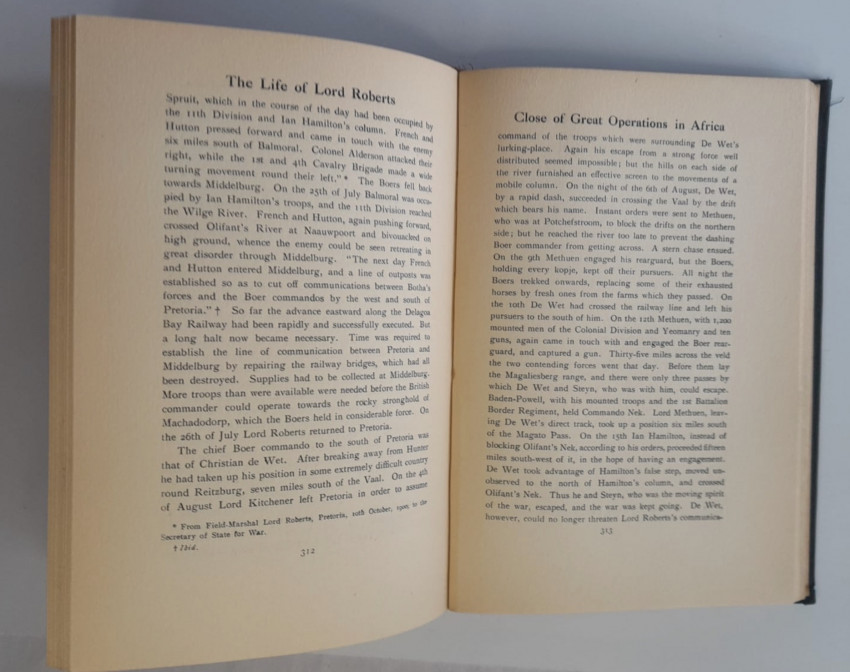 The Life of Lord Roberts
Spruit, which in the course of the day had been occupied by
the 11th Division and Ian Hamilton's column. French and
Hutton pressed forward and came in touch with the enemy
six miles south of Balmoral. Colonel Alderson attacked their
right, while the 1st and 4th Cavalry Brigade made a wide
turning movement round their left."* The Boers fell back
towards Middelburg. On the 25th of July Balmoral was occu-
pied by Ian Hamilton's troops, and the 11th Division reached
the Wilge River. French and Hutton, again pushing forward,
crossed Olifant's River at Naauwpoort and bivouacked on
high ground, whence the enemy could be seen retreating in
great disorder through Middelburg. "The next day French
and Hutton entered Middelburg, and a line of outposts was
established so as to cut off communications between Botha's
forces and the Boer commandos by the west and south of
Pretoria."† So far the advance eastward along the Delagoa
Bay Railway had been rapidly and successfully executed. But
a long halt now became necessary. Time was required to
establish the line of communication between Pretoria and
Middelburg by repairing the railway bridges, which had all
been destroyed. Supplies had to be collected at Middelburg.
More troops than were available were needed before the British
commander could operate towards the rocky stronghold of
Machadodorp, which the Boers held in considerable force. On
the 26th of July Lord Roberts returned to Pretoria.
The chief Boer commando to the south of Pretoria was
that of Christian de Wet. After breaking away from Hunter
he had taken up his position in some extremely difficult country
round Reitzburg, seven miles south of the Vaal. On the 4th
of August Lord Kitchener left Pretoria in order to assume
* From Field-Marshal Lord Roberts, Pretoria, 10th October, 1900, to the
Secretary of State for War.
† Ibid.
312
Close of Great Operations in Africa
command of the troops which were surrounding De Wet's
lurking-place. Again his escape from a strong force well
distributed seemed impossible; but the hills on each side of
the river furnished an effective screen to the movements of a
mobile column. On the night of the 6th of August, De Wet,
by a rapid dash, succeeded in crossing the Vaal by the drift
which bears his name. Instant orders were sent to Methuen,
who was at Potchefstroom, to block the drifts on the northern
side; but he reached the river too late to prevent the dashing
Boer commander from getting across. A stern chase ensued.
On the 9th Methuen engaged his rearguard, but the Boers,
holding every kopje, kept off their pursuers. All night the
Boers trekked onwards, replacing some of their exhausted
horses by fresh ones from the farms which they passed. On
the 10th De Wet had crossed the railway line and left his
pursuers to the south of him. On the 12th Methuen, with 1,200
mounted men of the Colonial Division and Yeomanry and ten
guns, again came in touch with and engaged the Boer rear-
guard, and captured a gun. Thirty-five miles across the veld
the two contending forces went that day. Before them lay
the Magaliesberg range, and there were only three passes by
which De Wet and Steyn, who was with him, could escape.
Baden-Powell, with his mounted troops and the 1st Battalion
Border Regiment, held Commando Nek. Lord Methuen, leav-
ing De Wet's direct track, took up a position six miles south
of the Magato Pass. On the 15th Ian Hamilton, instead of
blocking Olifant's Nek, according to his orders, proceeded fifteen
miles south-west of it, in the hope of having an engagement.
De Wet took advantage of Hamilton's false step, moved un-
observed to the north of Hamilton's column, and crossed
Olifant's Nek. Thus he and Steyn, who was the moving spirit
of the war, escaped, and the war was kept going. De Wet,
however, could no longer threaten Lord Roberts's communica-
313